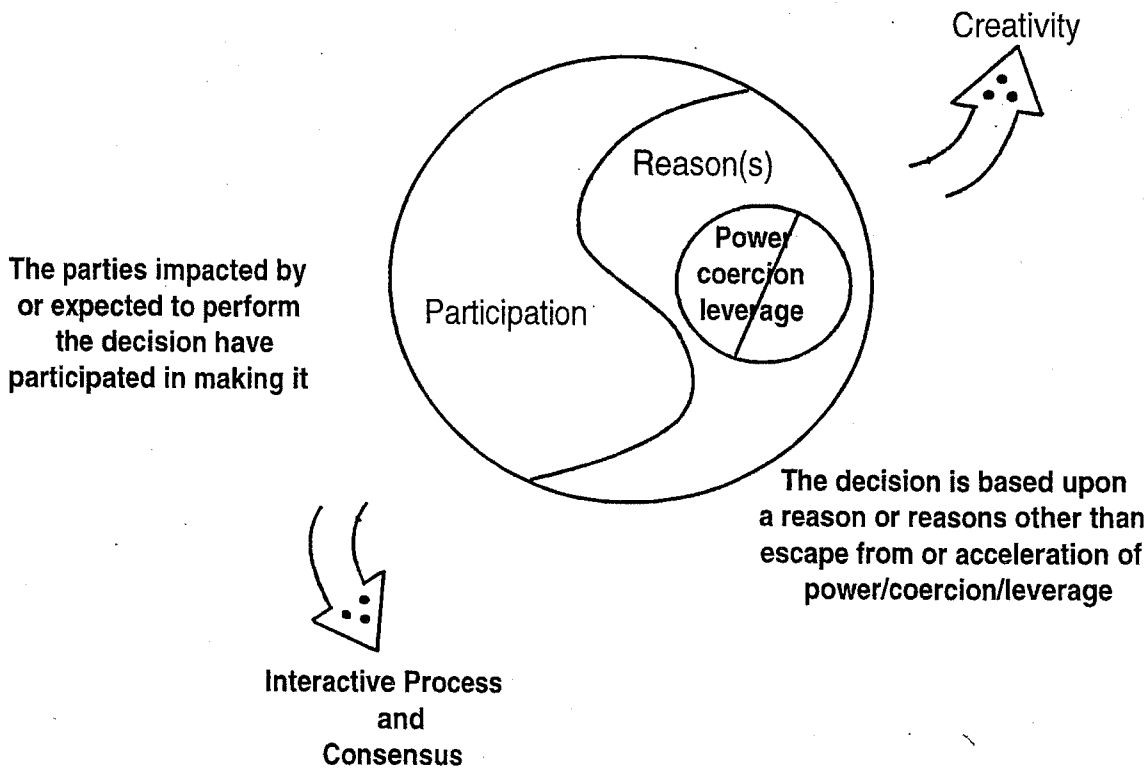 Creativity
Reason(s)
Power
coercion
leverage
Participation
The parties impacted by
or expected to perform
the decision have
participated in making it
The decision is based upon
a reason or reasons other than
escape from or acceleration of
power/coercion/leverage
Interactive Process
and
Consensus